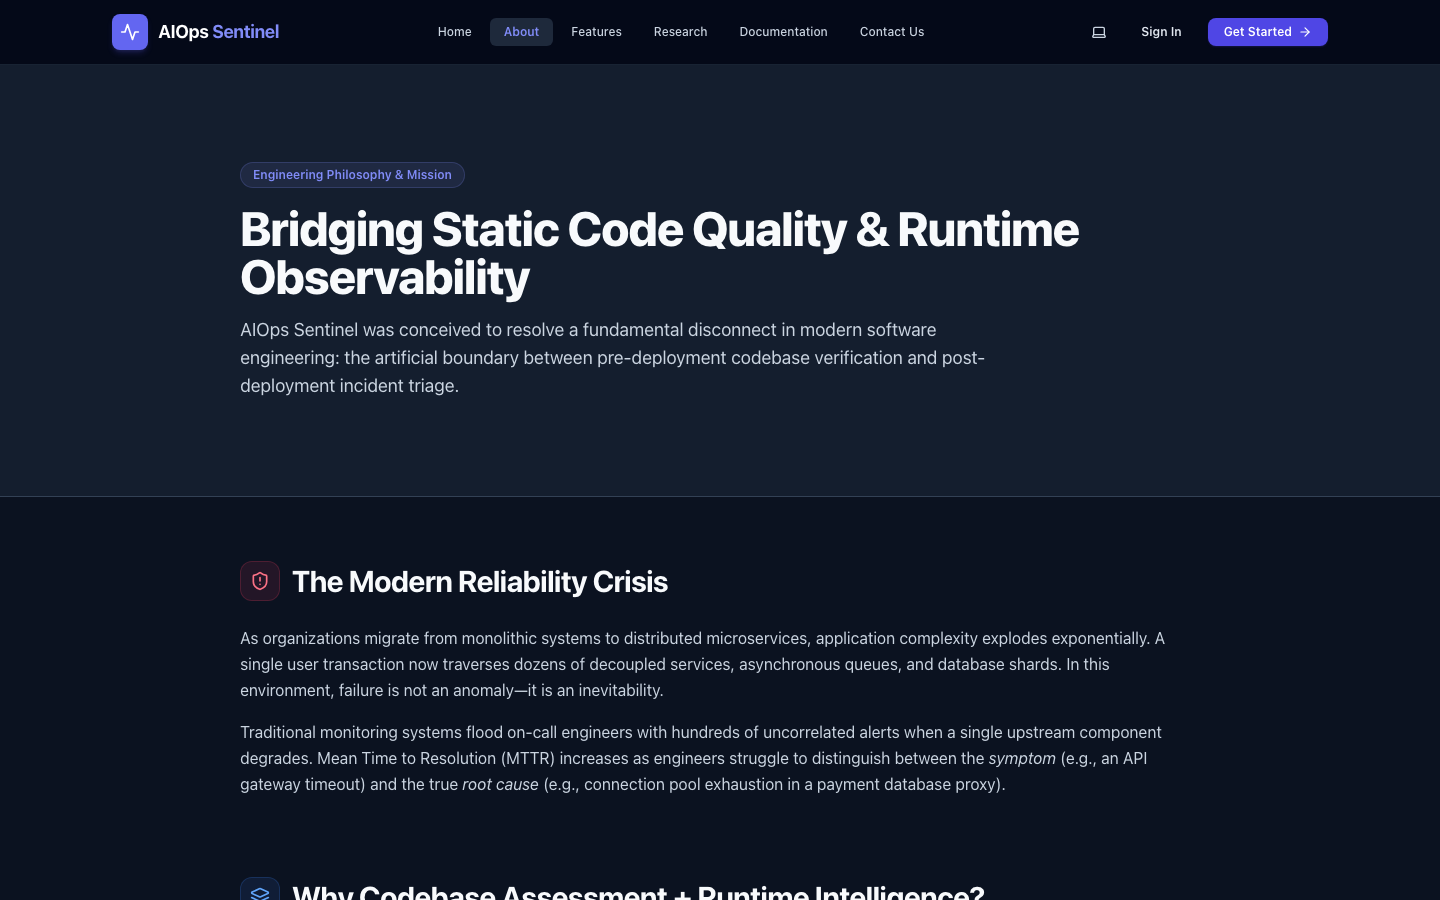 AIOps Sentinel
Home
About
Features
Research
Documentation
Contact Us
Sign In
Get Started
Engineering Philosophy & Mission
Bridging Static Code Quality & Runtime
Observability
AIOps Sentinel was conceived to resolve a fundamental disconnect in modern software
engineering: the artificial boundary between pre-deployment codebase verification and post-
deployment incident triage.
The Modern Reliability Crisis
As organizations migrate from monolithic systems to distributed microservices, application complexity explodes exponentially. A
single user transaction now traverses dozens of decoupled services, asynchronous queues, and database shards. In this
environment, failure is not an anomaly—it is an inevitability.
Traditional monitoring systems flood on-call engineers with hundreds of uncorrelated alerts when a single upstream component
degrades. Mean Time to Resolution (MTTR) increases as engineers struggle to distinguish between the symptom (e.g., an API
gateway timeout) and the true root cause (e.g., connection pool exhaustion in a payment database proxy).
Why Codebase Assessment + Runtime Intelligence?